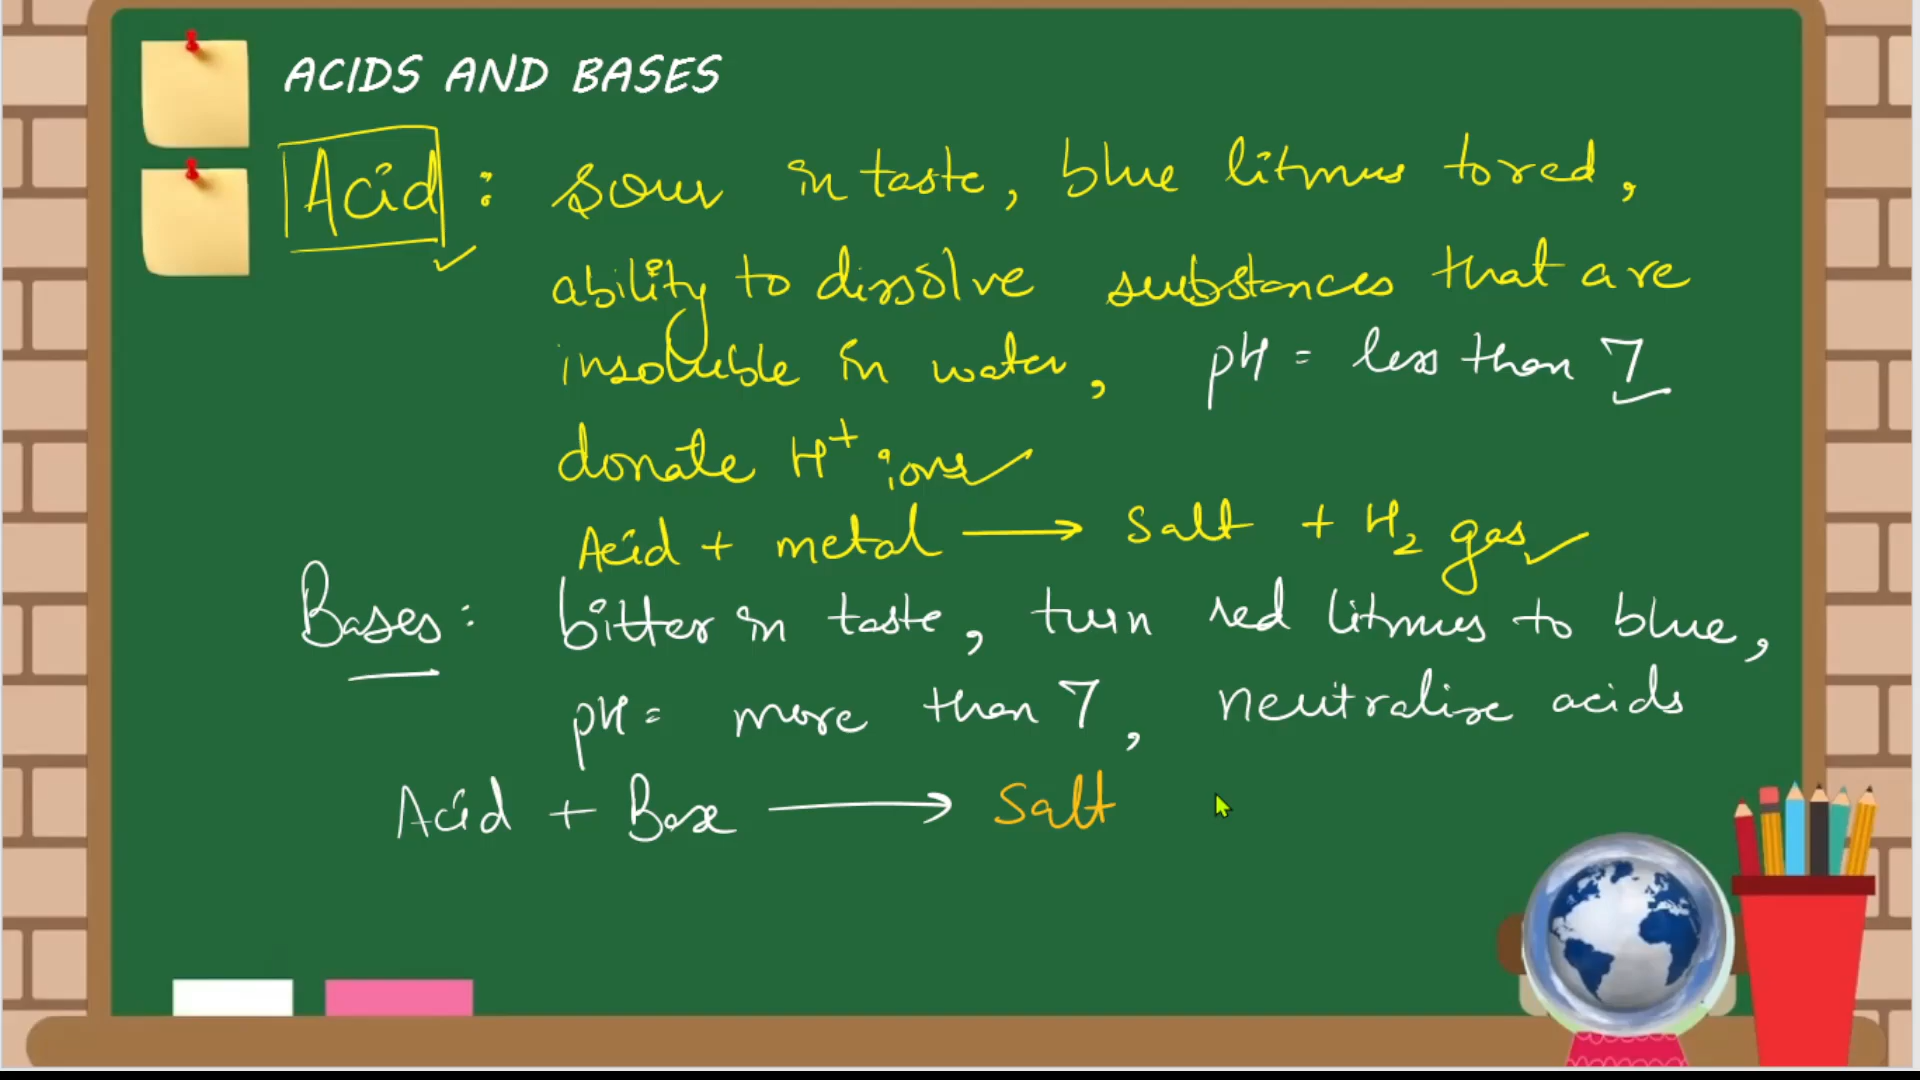 ACIDS AND BASES
Acid : sour in taste, blue litmus to red,
ability to dissolve substances that are
insoluble in water, pH = less than 7
donate H⁺ ions
Acid + metal → Salt + H₂ gas
Bases : bitter in taste, turn red litmus to blue,
pH = more than 7, neutralise acids
Acid + Base → Salt